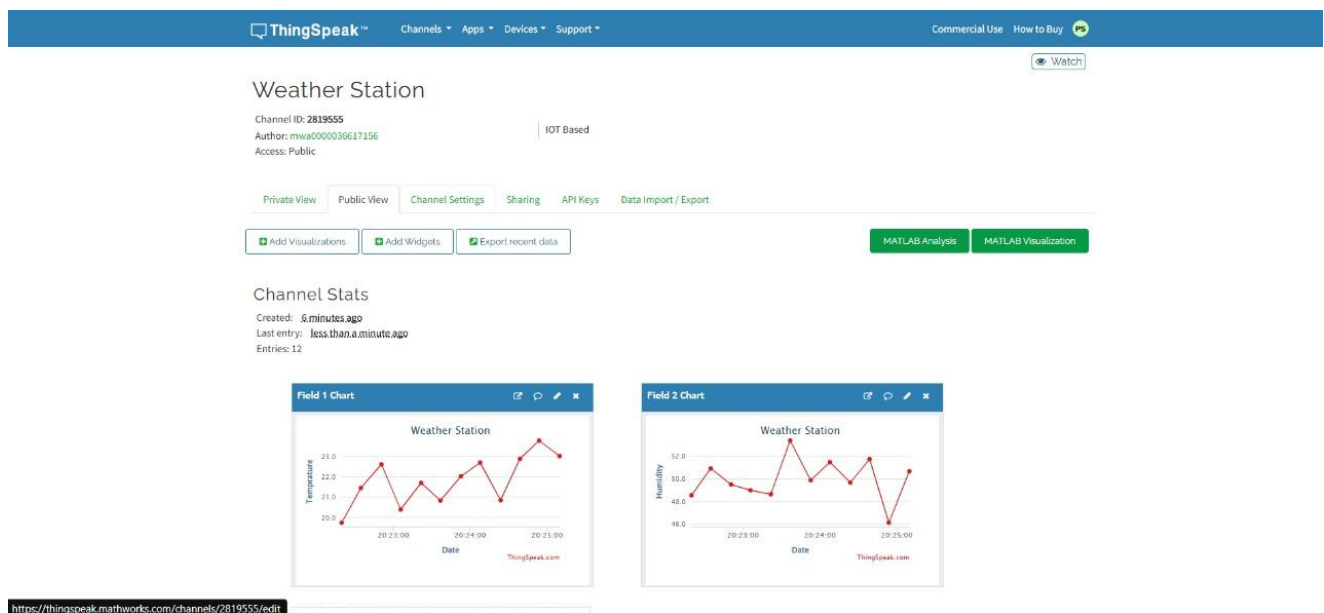 ThingSpeak™ Channels Apps Devices Support Commercial Use How to Buy PS
Watch
Weather Station
Channel ID: 2819555
Author: mwa0000036617156
Access: Public
IOT Based
Private View Public View Channel Settings Sharing API Keys Data Import / Export
Add Visualizations Add Widgets Export recent data MATLAB Analysis MATLAB Visualization
Channel Stats
Created: 6 minutes ago
Last entry: less than a minute ago
Entries: 12
Field 1 Chart
Weather Station
Temprature
23.0
22.0
21.0
20.0
20:23:00 20:24:00 20:25:00
Date
ThingSpeak.com
Field 2 Chart
Weather Station
Humidity
52.0
50.0
48.0
46.0
20:23:00 20:24:00 20:25:00
Date
ThingSpeak.com
https://thingspeak.mathworks.com/channels/2819555/edit